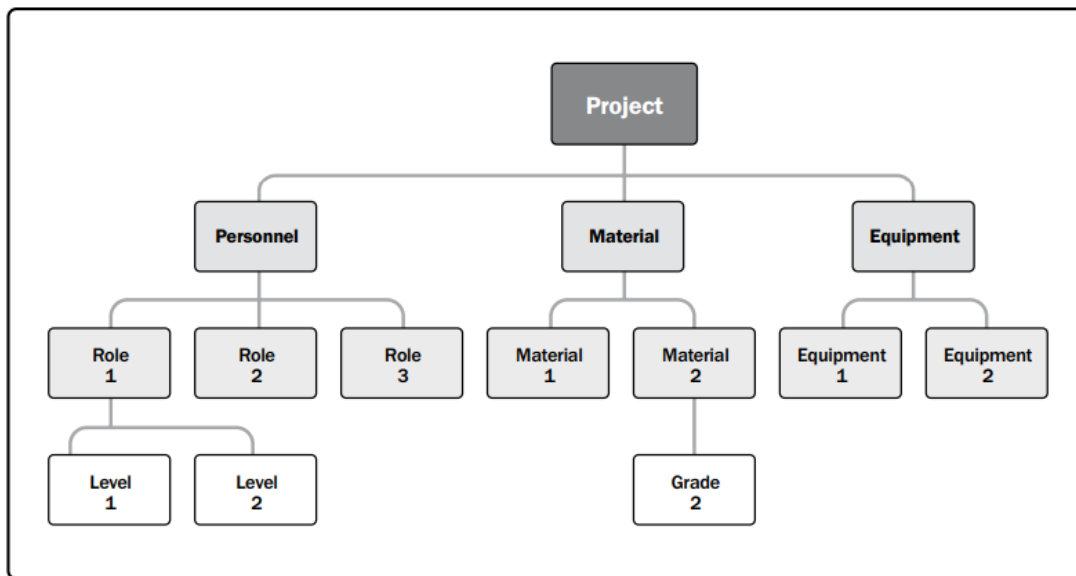 Project
Personnel
Material
Equipment
Role
1
Role
2
Role
3
Material
1
Material
2
Equipment
1
Equipment
2
Level
1
Level
2
Grade
2